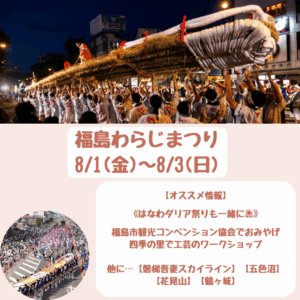 福島わらじまつり
8/1(金)〜8/3(日)
【オススメ情報】
《はなわダリア祭りも一緒に🌺》
福島市観光コンベンション協会でおみやげ
四季の里で工芸のワークショップ
他に…【磐梯吾妻スカイライン】【五色沼】
【花見山】【鶴ヶ城】